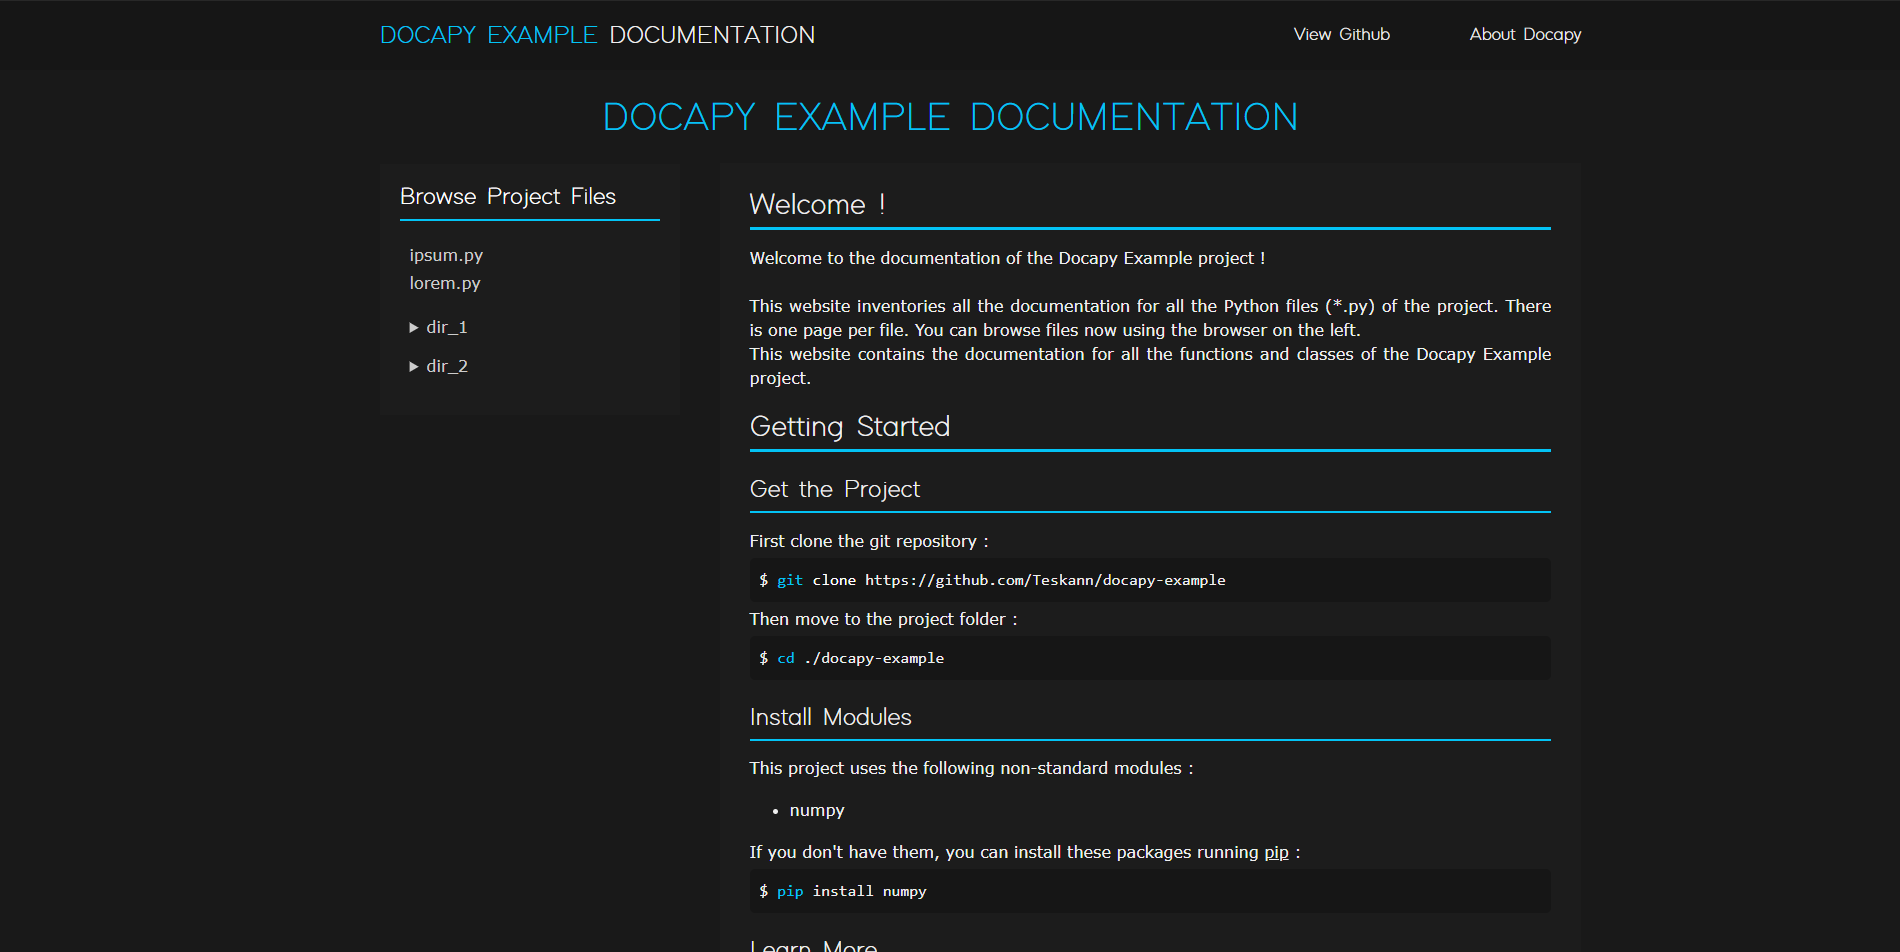 DOCAPY EXAMPLE DOCUMENTATION
View Github
About Docapy
DOCAPY EXAMPLE DOCUMENTATION
Browse Project Files
ipsum.py
lorem.py
▶ dir_1
▶ dir_2
Welcome !
Welcome to the documentation of the Docapy Example project !
This website inventories all the documentation for all the Python files (*.py) of the project. There
is one page per file. You can browse files now using the browser on the left.
This website contains the documentation for all the functions and classes of the Docapy Example
project.
Getting Started
Get the Project
First clone the git repository :
$ git clone https://github.com/Teskann/docapy-example
Then move to the project folder :
$ cd ./docapy-example
Install Modules
This project uses the following non-standard modules :
• numpy
If you don't have them, you can install these packages running pip :
$ pip install numpy
Learn More